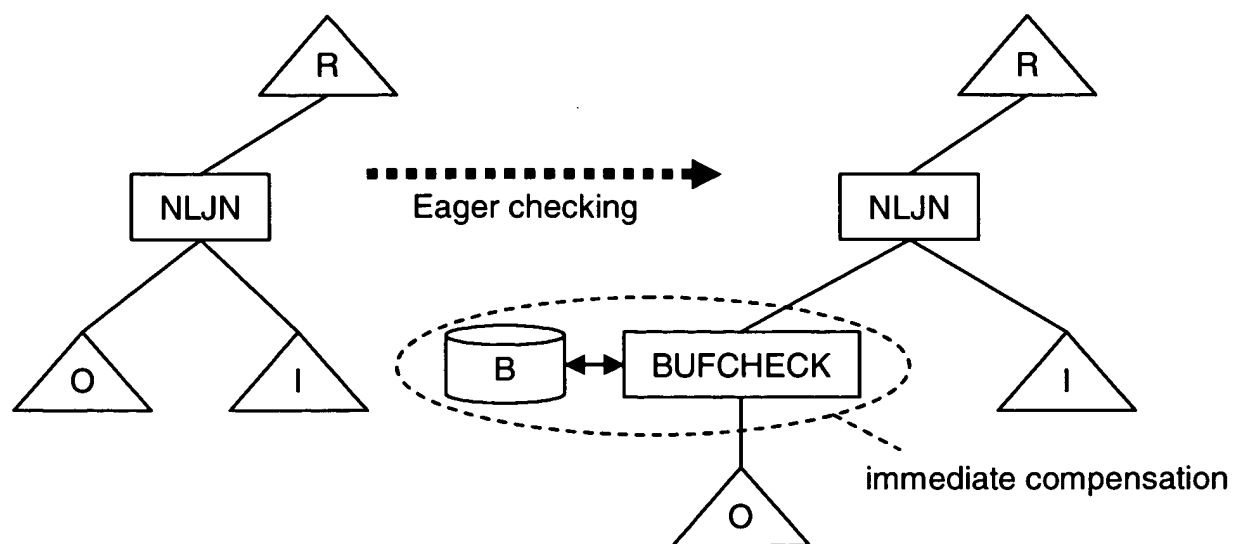 R
R
NLJN
NLJN
Eager checking
O
I
B
BUFCHECK
I
immediate compensation
O